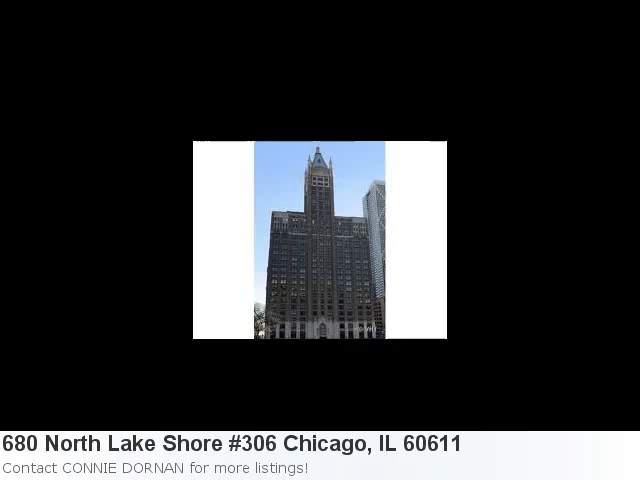 680 North Lake Shore #306 Chicago, IL 60611
Contact CONNIE DORNAN for more listings!